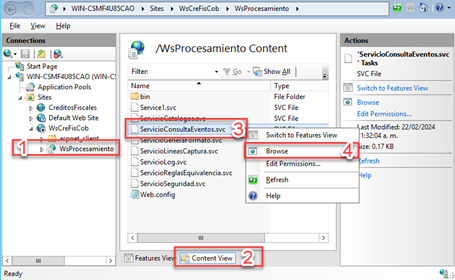 WIN-CSMF4U85CAO ▸ Sites ▸ WsCreFisCob ▸ WsProcesamiento ▸
File View Help
Connections
Start Page
WIN-CSMF4U85CAO (WIN-CS
Application Pools
Sites
CreditosFiscales
Default Web Site
WsCreFisCob
aspnet_client
1
WsProcesamiento
/WsProcesamiento Content
Filter: Go Show All
Name Type
bin File Folder
Service1.svc SVC File
ServicioCatalogos.svc SVC File
3
ServicioConsultaEventos.svc
ServicioGeneralFormato.svc
ServicioLineasCaptura.svc
ServicioLog.svc
ServicioReglasEquivalencia.svc
ServicioSeguridad.svc
Web.config
Switch to Features View
Browse
4
Edit Permissions...
Refresh
Help
Features View
Content View
2
Actions
'ServicioConsultaEventos.svc' Tasks
SVC File
Switch to Features View
Browse
Edit Permissions...
Last Modified: 22/02/2024
11:32:04 a. m.
Size: 0.17 KB
Refresh
Help